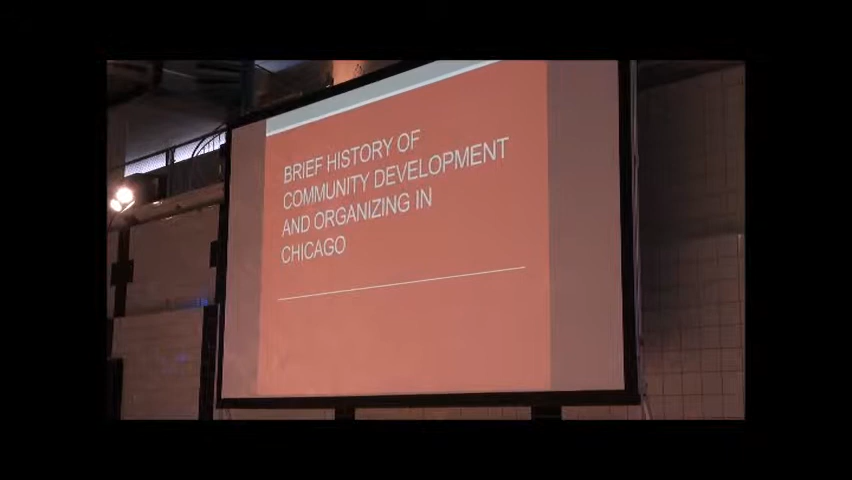 BRIEF HISTORY OF
COMMUNITY DEVELOPMENT
AND ORGANIZING IN
CHICAGO